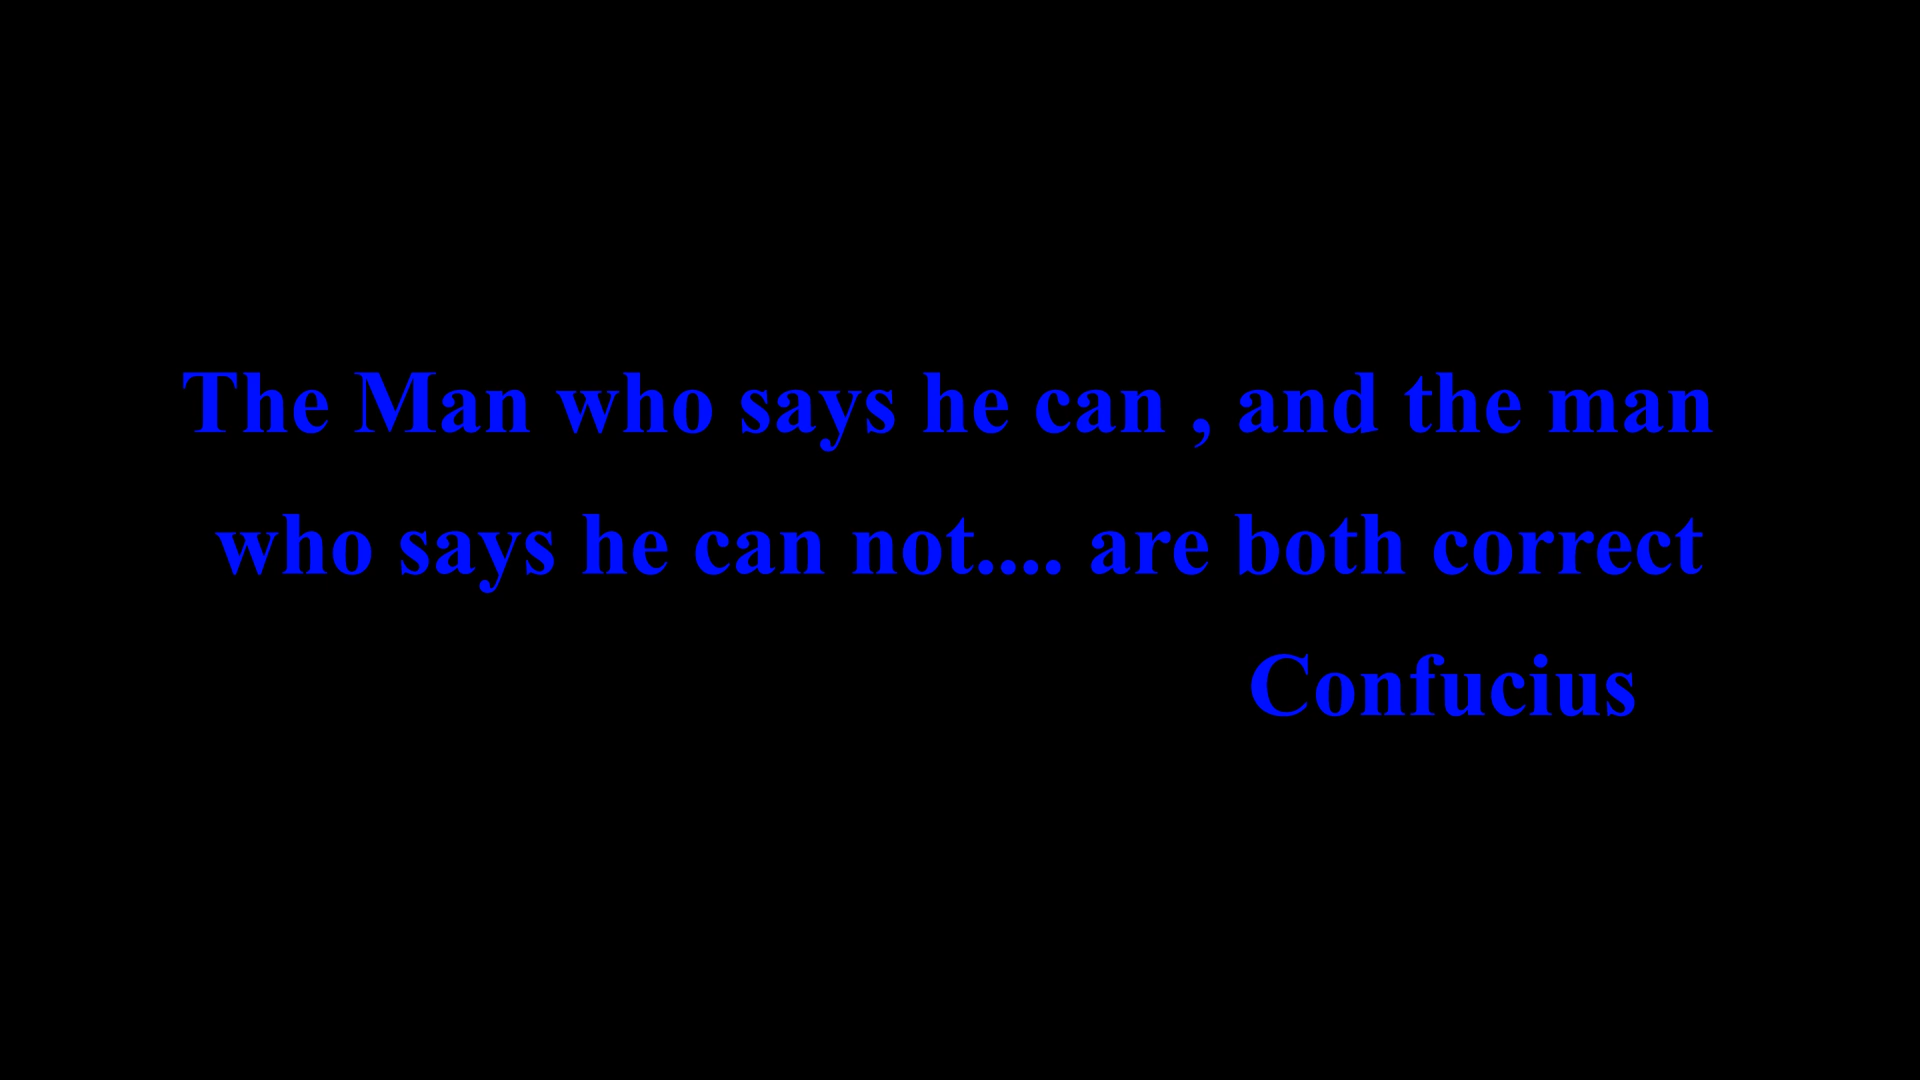 The Man who says he can , and the man
who says he can not.... are both correct
Confucius